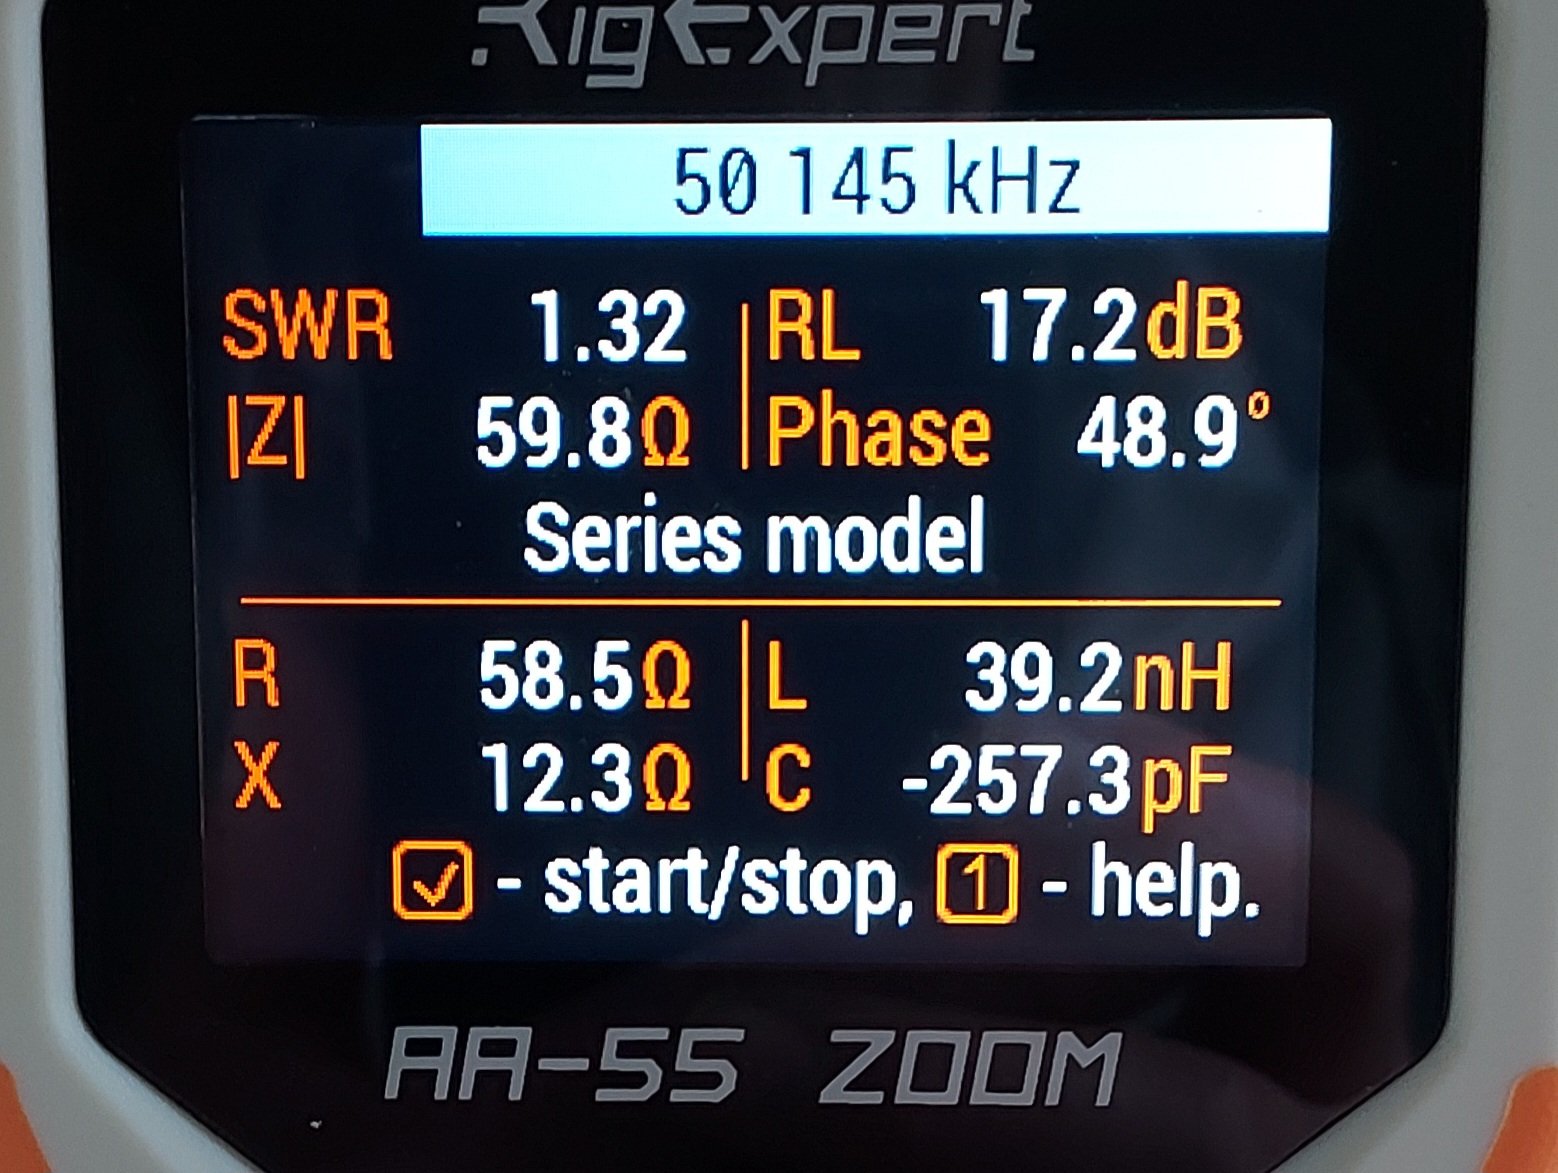 RigExpert
50 145 kHz
SWR 1.32 RL 17.2dB
|Z| 59.8Ω Phase 48.9°
Series model
R 58.5Ω L 39.2nH
X 12.3Ω C -257.3pF
✓ - start/stop, 1 - help.
AA-55 ZOOM